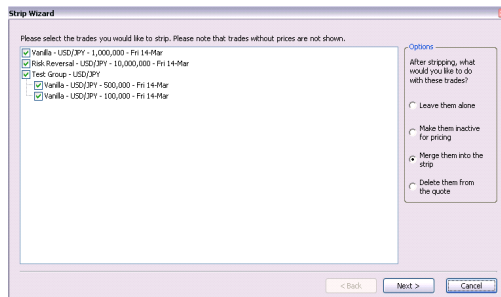 Strip Wizard
Please select the trades you would like to strip. Please note that trades without prices are not shown.
Vanilla - USD/JPY - 1,000,000 - Fri 14-Mar
Risk Reversal - USD/JPY - 10,000,000 - Fri 14-Mar
Test Group - USD/JPY
Vanilla - USD/JPY - 500,000 - Fri 14-Mar
Vanilla - USD/JPY - 100,000 - Fri 14-Mar
Options
After stripping, what
would you like to do
with these trades?
Leave them alone
Make them inactive
for pricing
Merge them into the
strip
Delete them from
the quote
< Back
Next >
Cancel